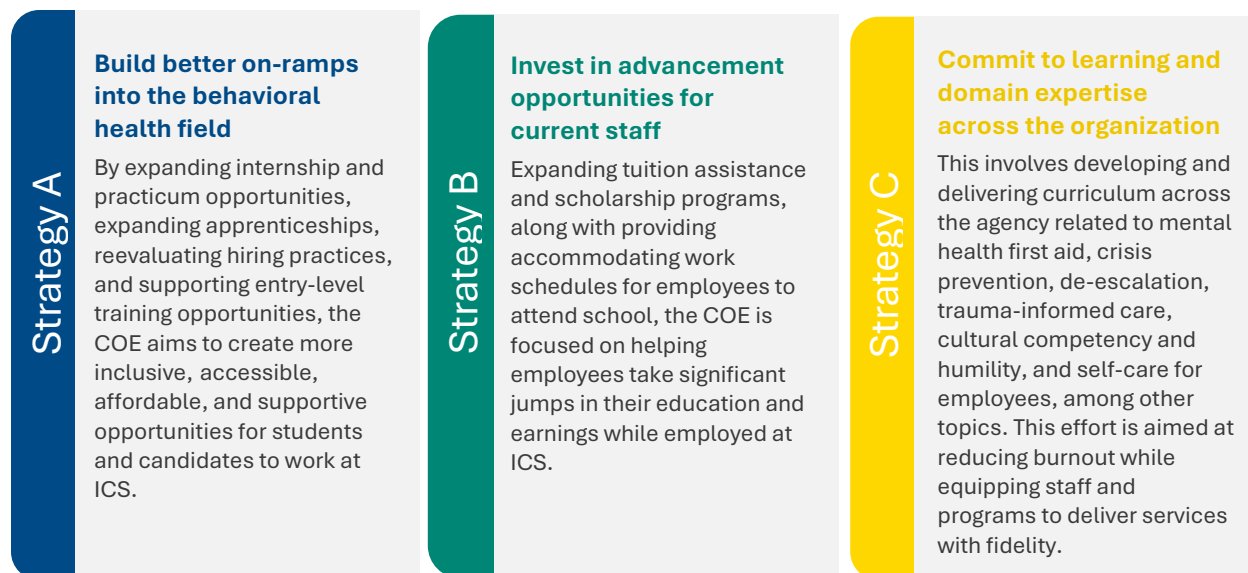 Strategy A
Build better on-ramps
into the behavioral
health field
By expanding internship and
practicum opportunities,
expanding apprenticeships,
reevaluating hiring practices,
and supporting entry-level
training opportunities, the
COE aims to create more
inclusive, accessible,
affordable, and supportive
opportunities for students
and candidates to work at
ICS.
Strategy B
Invest in advancement
opportunities for
current staff
Expanding tuition assistance
and scholarship programs,
along with providing
accommodating work
schedules for employees to
attend school, the COE is
focused on helping
employees take significant
jumps in their education and
earnings while employed at
ICS.
Strategy C
Commit to learning and
domain expertise
across the organization
This involves developing and
delivering curriculum across
the agency related to mental
health first aid, crisis
prevention, de-escalation,
trauma-informed care,
cultural competency and
humility, and self-care for
employees, among other
topics. This effort is aimed at
reducing burnout while
equipping staff and
programs to deliver services
with fidelity.